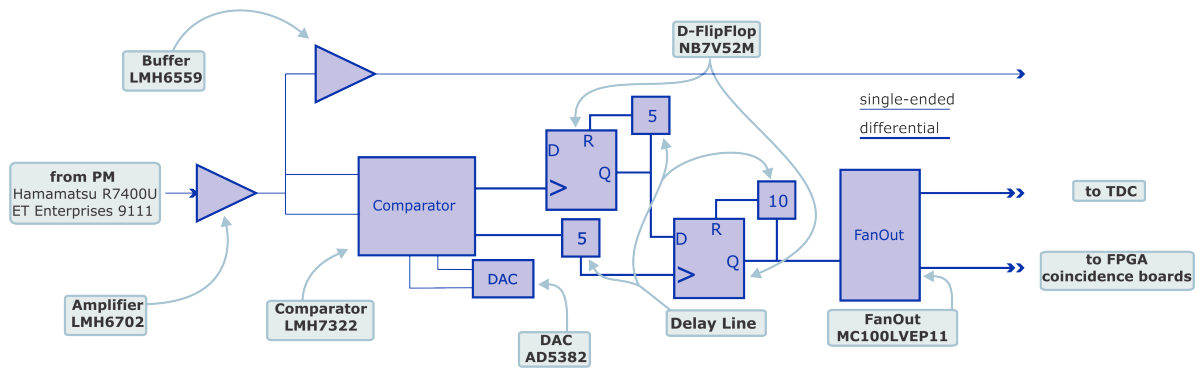 Buffer
LMH6559
D-FlipFlop
NB7V52M
single-ended
differential
from PM
Hamamatsu R7400U
ET Enterprises 9111
Comparator
D
R
Q
5
5
10
D
R
Q
FanOut
DAC
to TDC
to FPGA
coincidence boards
Amplifier
LMH6702
Comparator
LMH7322
DAC
AD5382
Delay Line
FanOut
MC100LVEP11